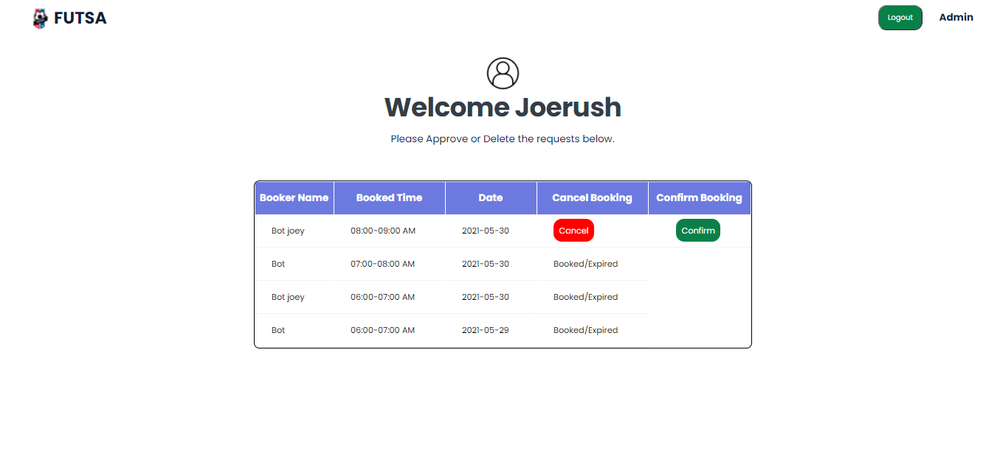 FUTSA
Logout
Admin
Welcome Joerush
Please Approve or Delete the requests below.
Booker Name Booked Time Date Cancel Booking Confirm Booking
Bot joey 08:00-09:00 AM 2021-05-30 Cancel Confirm
Bot 07:00-08:00 AM 2021-05-30 Booked/Expired
Bot joey 06:00-07:00 AM 2021-05-30 Booked/Expired
Bot 06:00-07:00 AM 2021-05-29 Booked/Expired